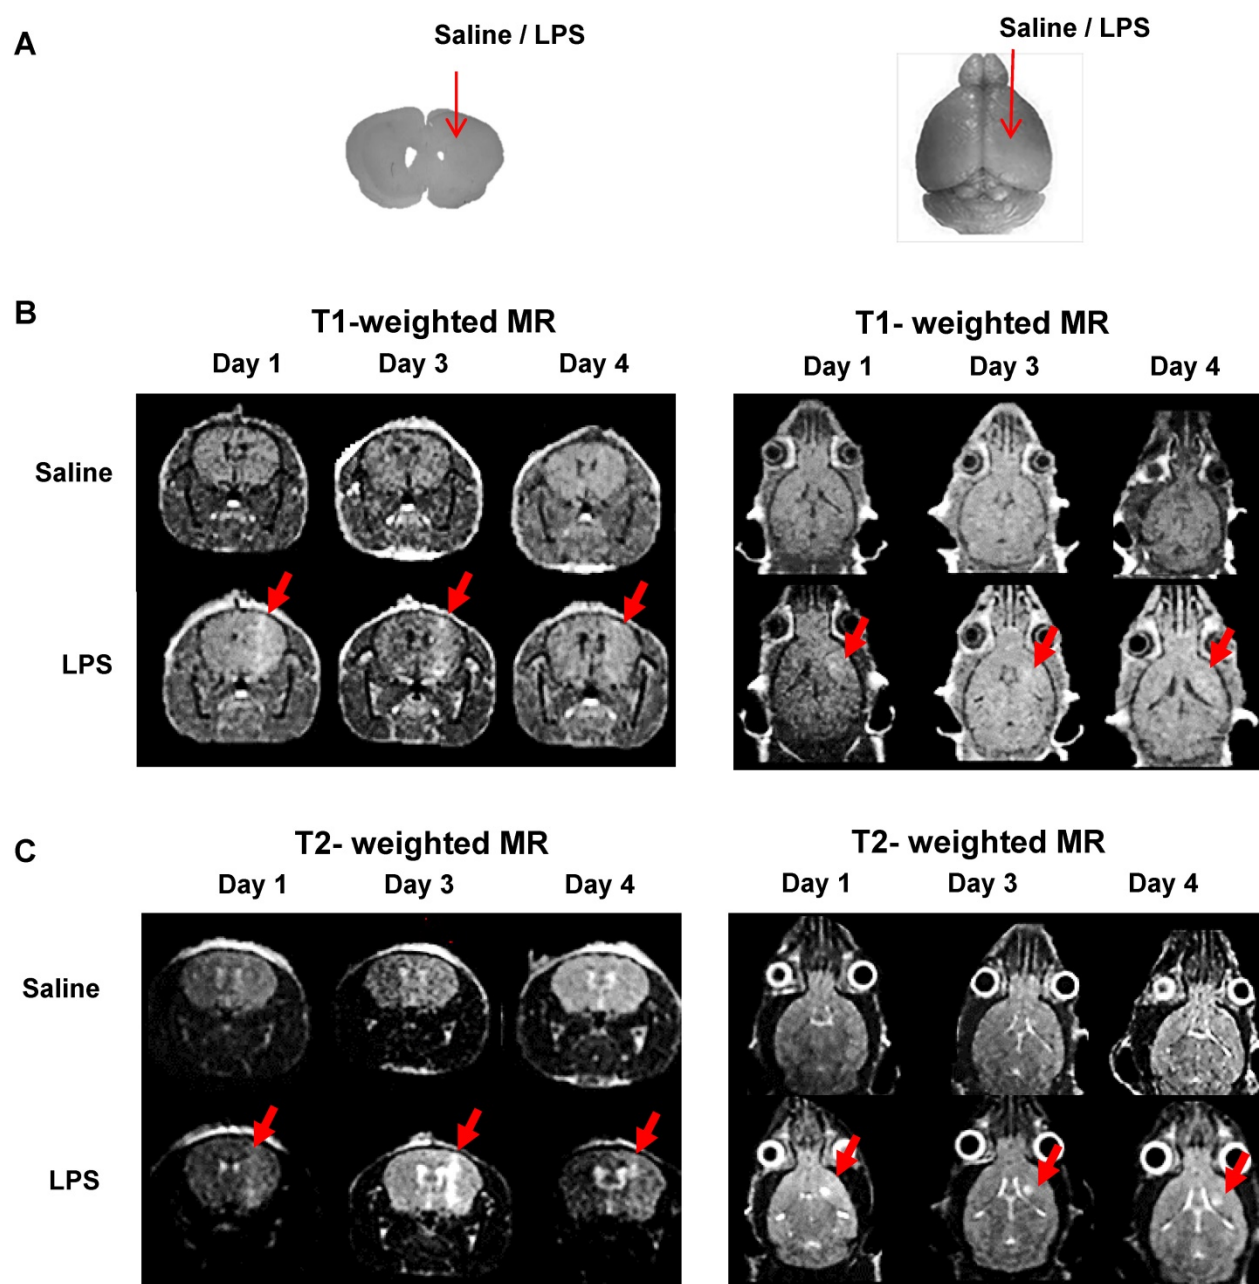 A
Saline / LPS
Saline / LPS
B
T1-weighted MR
T1- weighted MR
Day 1
Day 3
Day 4
Day 1
Day 3
Day 4
Saline
LPS
C
T2- weighted MR
T2- weighted MR
Day 1
Day 3
Day 4
Day 1
Day 3
Day 4
Saline
LPS